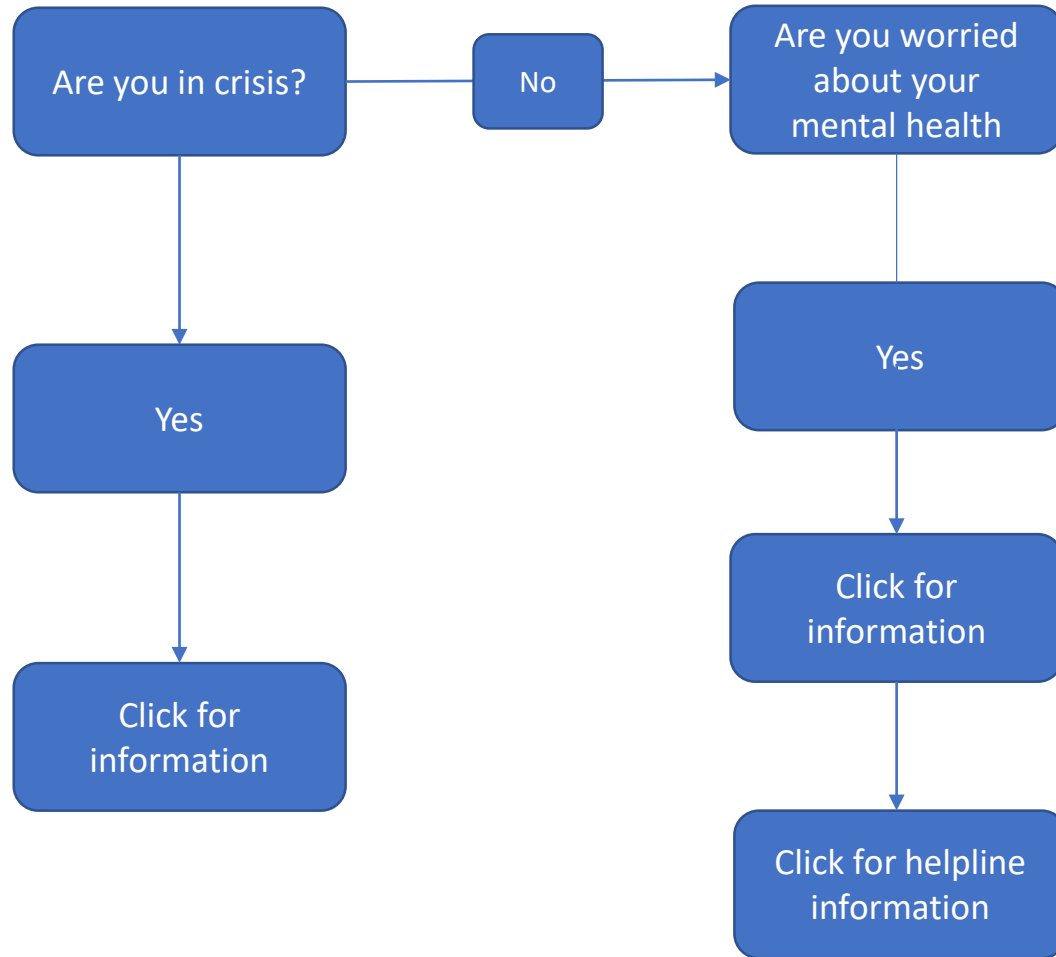 Are you in crisis?
No
Are you worried
about your
mental health
Yes
Click for
information
Yes
Click for
information
Click for helpline
information